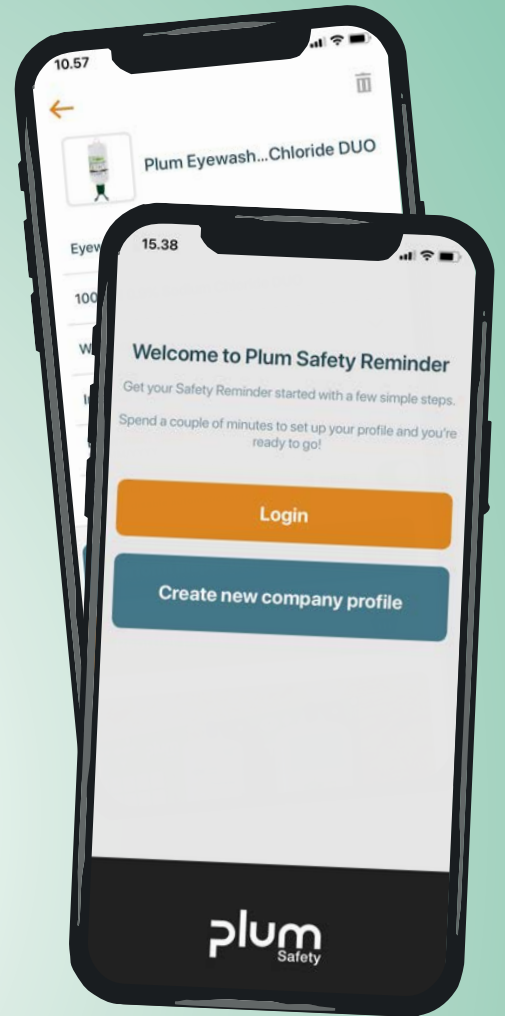 10.57
Plum Eyewash...Chloride DUO
Eyew
100
W
15.38
Welcome to Plum Safety Reminder
Get your Safety Reminder started with a few simple steps.
Spend a couple of minutes to set up your profile and you're
ready to go!
Login
Create new company profile
plum
Safety